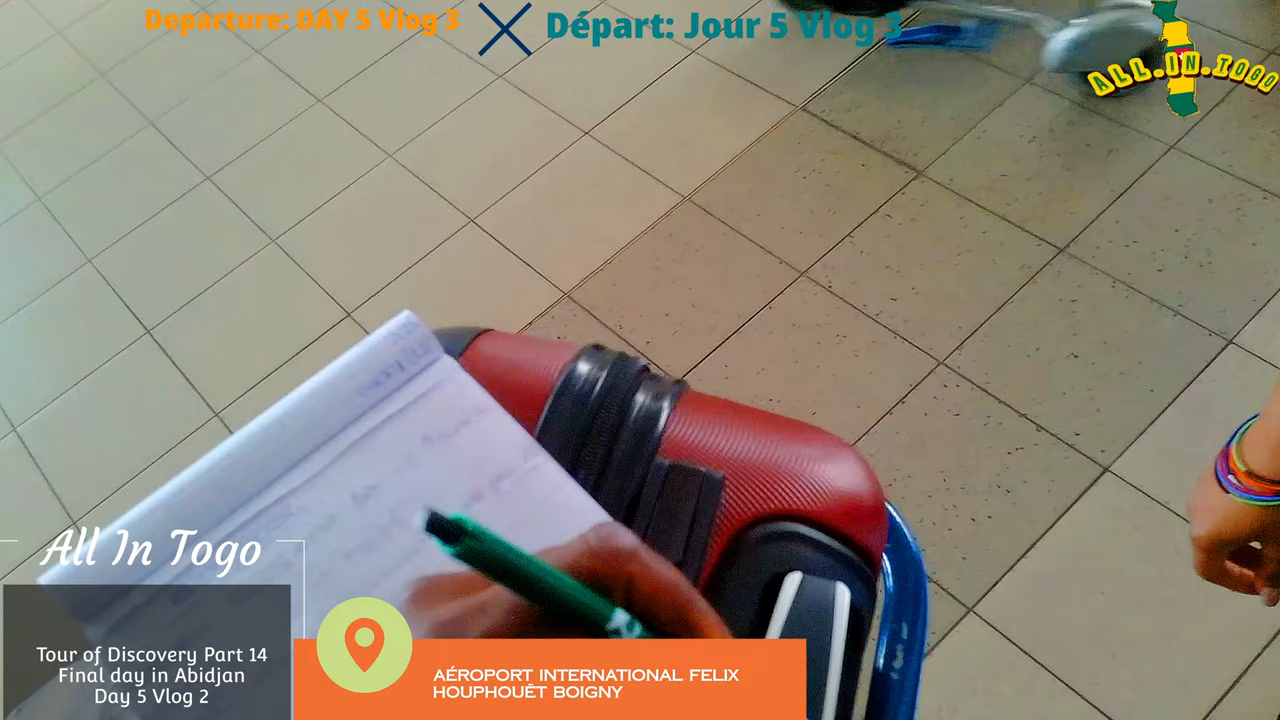 Departure: DAY 5 Vlog 3
Départ: Jour 5 Vlog 3
ALL.IN.TOGO
All In Togo
Tour of Discovery Part 14
Final day in Abidjan
Day 5 Vlog 2
AÉROPORT INTERNATIONAL FELIX
HOUPHOUËT BOIGNY